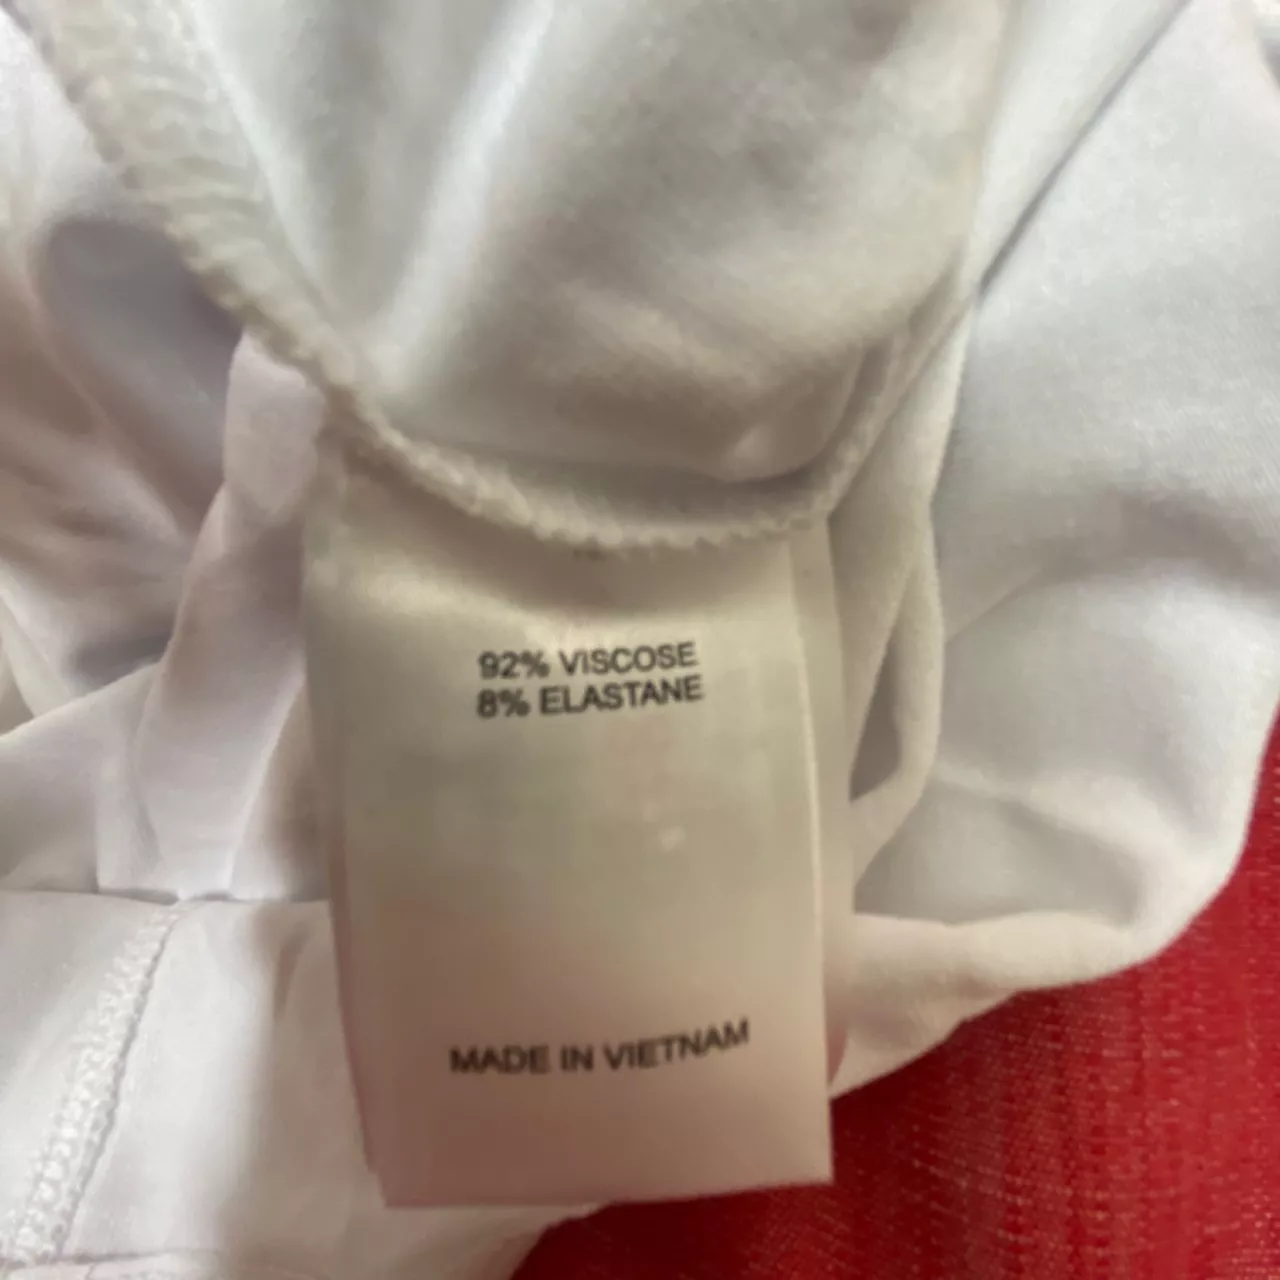 92% VISCOSE
8% ELASTANE
MADE IN VIETNAM